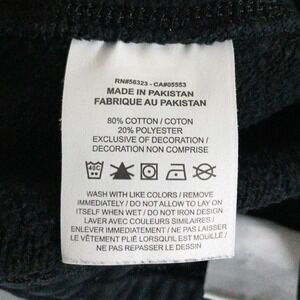 RN#56323 - CA#05553
MADE IN PAKISTAN
FABRIQUE AU PAKISTAN
80% COTTON / COTON
20% POLYESTER
EXCLUSIVE OF DECORATION /
DECORATION NON COMPRISE
40C
WASH WITH LIKE COLORS / REMOVE
IMMEDIATELY / DO NOT ALLOW TO LAY ON
ITSELF WHEN WET / DO NOT IRON DESIGN
LAVER AVEC COULEURS SIMILAIRES /
ENLEVER IMMEDIATEMENT / NE PAS LAISSER
LE VÊTEMENT PLIÉ LORSQU'IL EST MOUILLÉ /
NE PAS REPASSER LE DESSIN